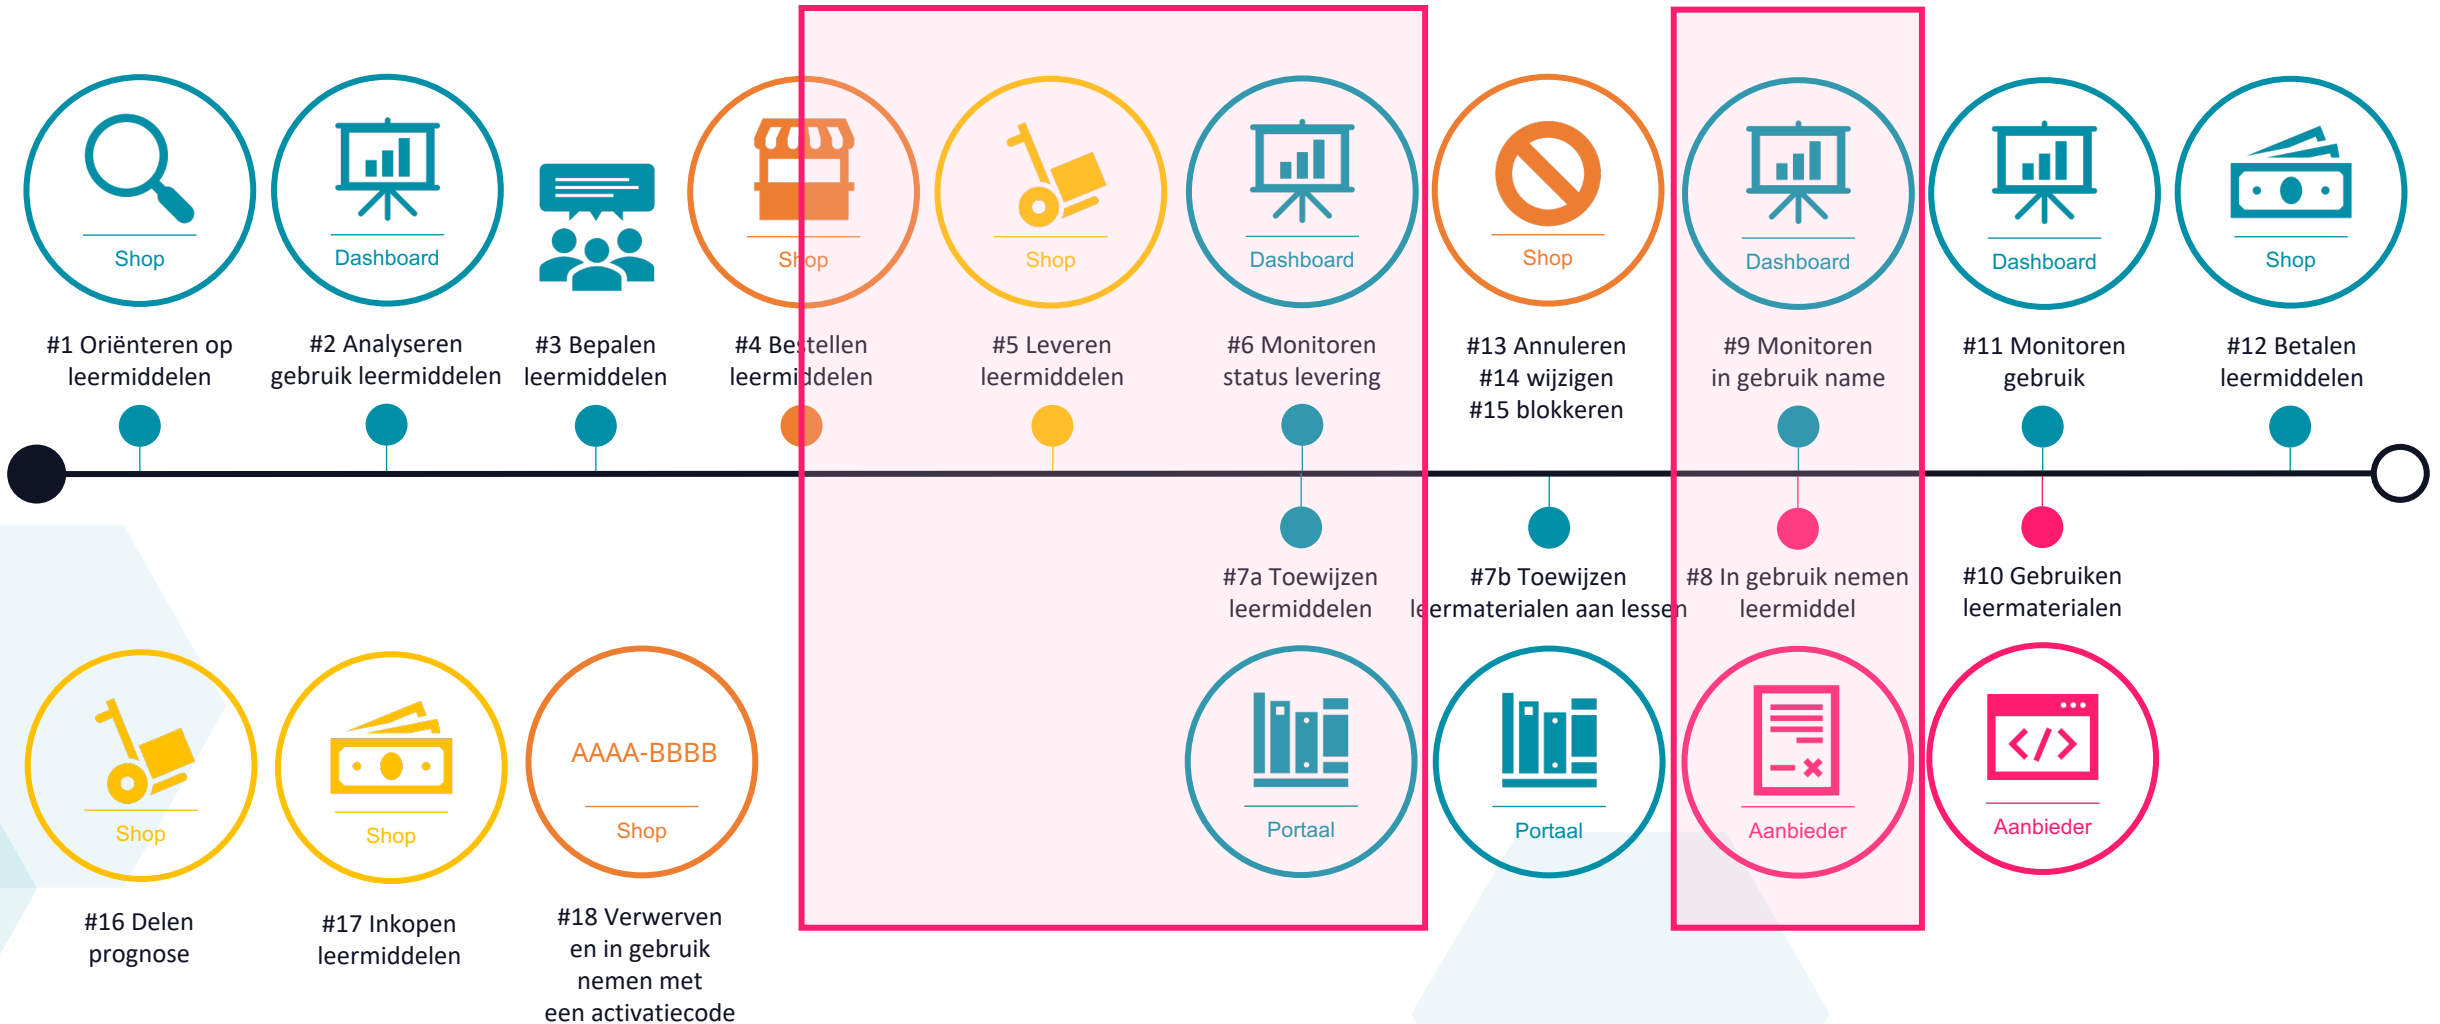 Shop
#1 Oriënteren op
leermiddelen
Dashboard
#2 Analyseren
gebruik leermiddelen
#3 Bepalen
leermiddelen
Shop
#4 Bestellen
leermiddelen
Shop
#5 Leveren
leermiddelen
Dashboard
#6 Monitoren
status levering
Shop
#13 Annuleren
#14 wijzigen
#15 blokkeren
Dashboard
#9 Monitoren
in gebruik name
Dashboard
#11 Monitoren
gebruik
Shop
#12 Betalen
leermiddelen
#7a Toewijzen
leermiddelen
Portaal
#7b Toewijzen
leermaterialen aan lessen
Portaal
#8 In gebruik nemen
leermiddel
Aanbieder
#10 Gebruiken
leermaterialen
</>
Aanbieder
Shop
#16 Delen
prognose
Shop
#17 Inkopen
leermiddelen
AAAA-BBBB
Shop
#18 Verwerven
en in gebruik
nemen met
een activatiecode